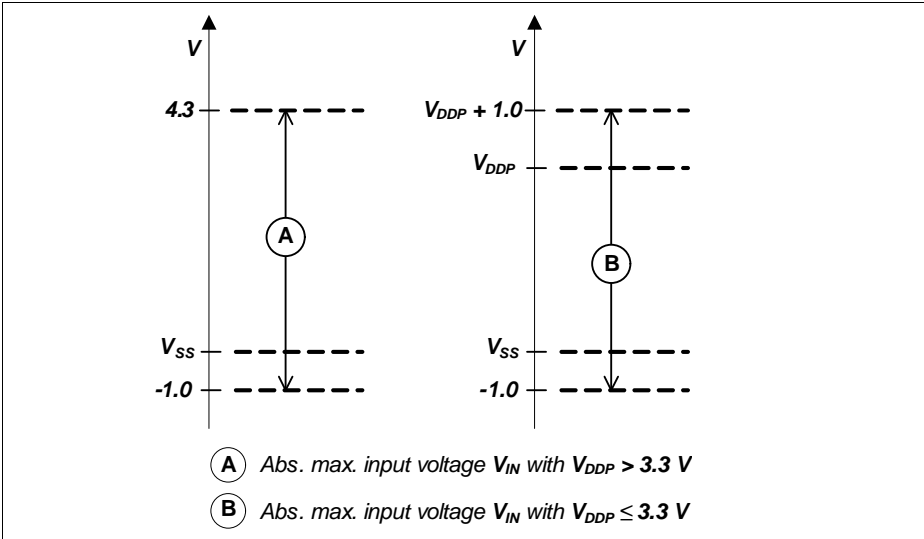 V
4.3
A
V_SS
-1.0
V
V_DDP + 1.0
V_DDP
B
V_SS
-1.0
A Abs. max. input voltage V_IN with V_DDP > 3.3 V
B Abs. max. input voltage V_IN with V_DDP ≤ 3.3 V